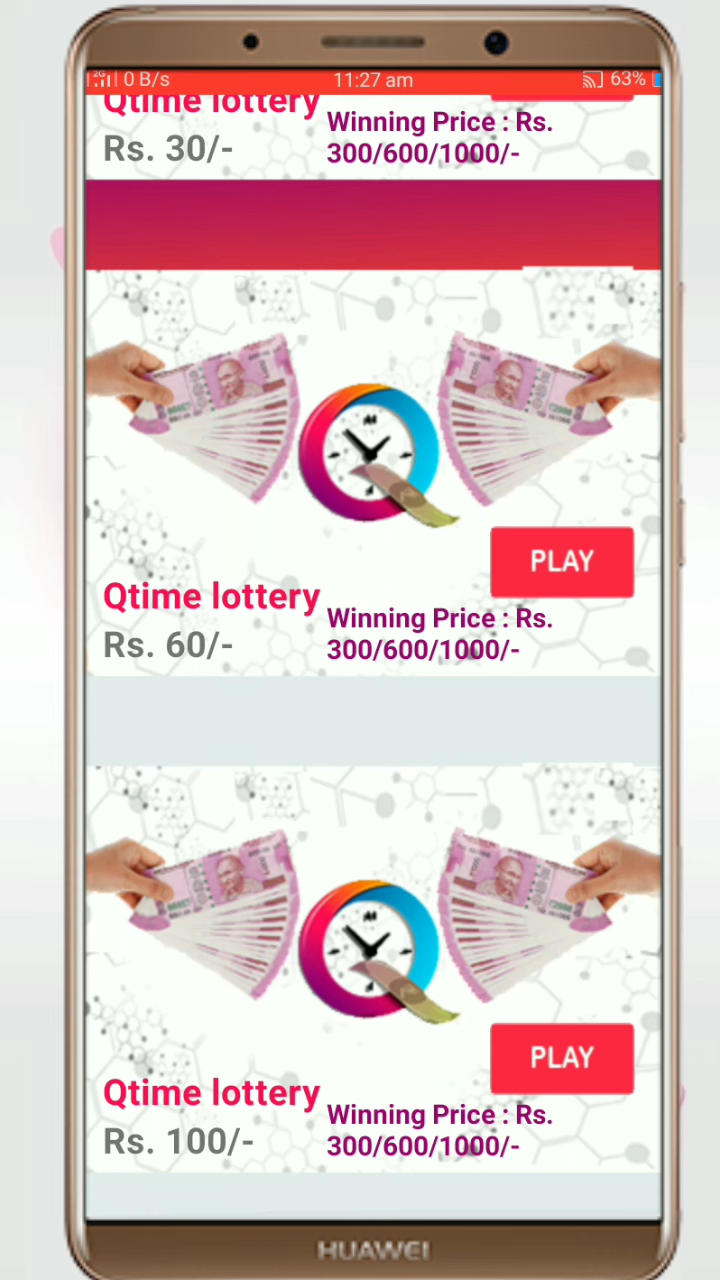 2G 0 B/s 11:27 am 63%
Qtime lottery
Rs. 30/-
Winning Price : Rs.
300/600/1000/-
PLAY
Qtime lottery
Rs. 60/-
Winning Price : Rs.
300/600/1000/-
PLAY
Qtime lottery
Rs. 100/-
Winning Price : Rs.
300/600/1000/-
HUAWEI